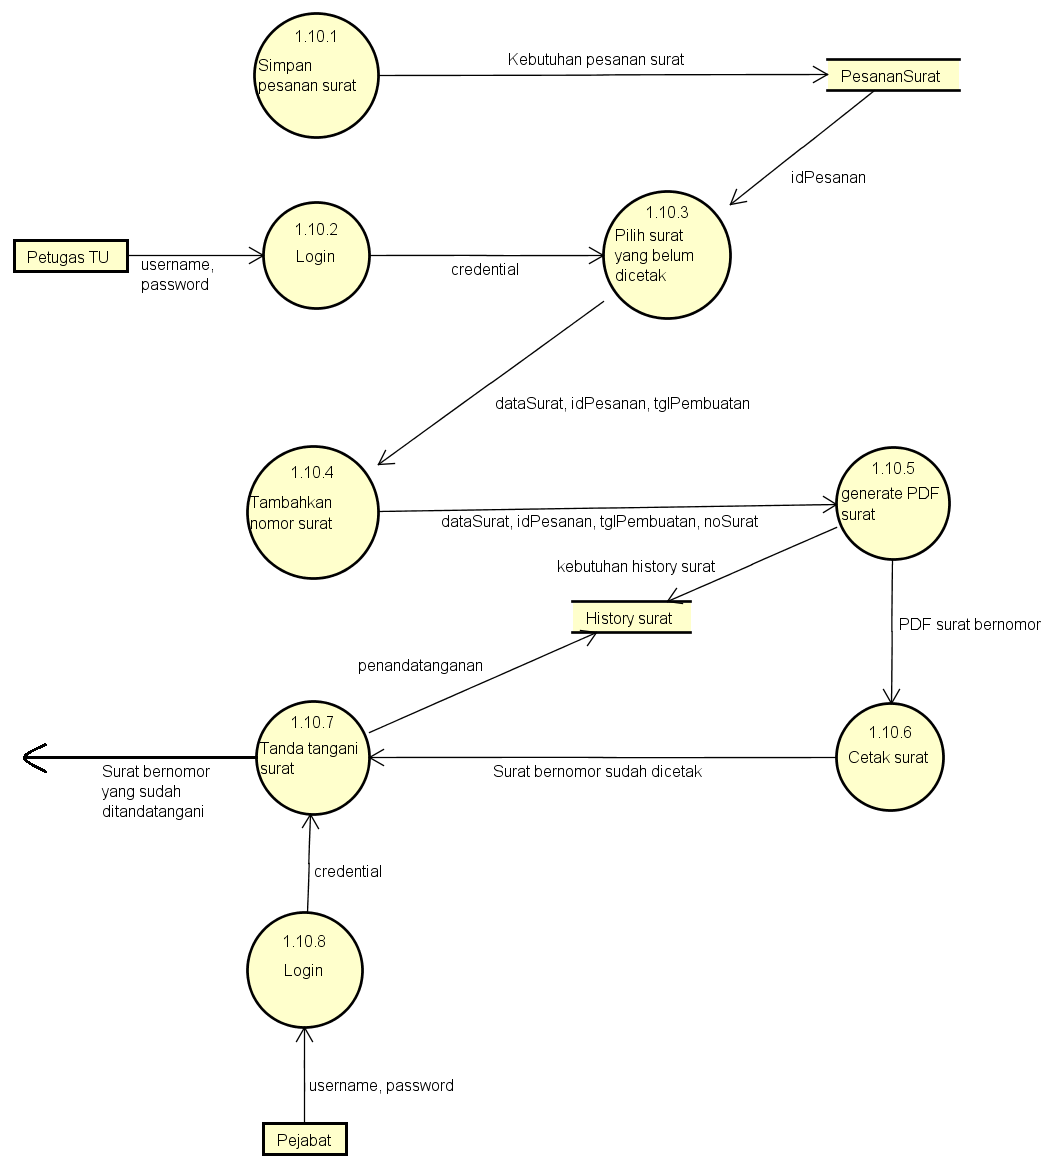 1.10.1
Simpan
pesanan surat
Kebutuhan pesanan surat
PesananSurat
idPesanan
Petugas TU
username,
password
1.10.2
Login
credential
1.10.3
Pilih surat
yang belum
dicetak
dataSurat, idPesanan, tglPembuatan
1.10.4
Tambahkan
nomor surat
dataSurat, idPesanan, tglPembuatan, noSurat
1.10.5
generate PDF
surat
kebutuhan history surat
History surat
PDF surat bernomor
penandatanganan
1.10.7
Tanda tangani
surat
1.10.6
Cetak surat
Surat bernomor sudah dicetak
Surat bernomor
yang sudah
ditandatangani
credential
1.10.8
Login
username, password
Pejabat